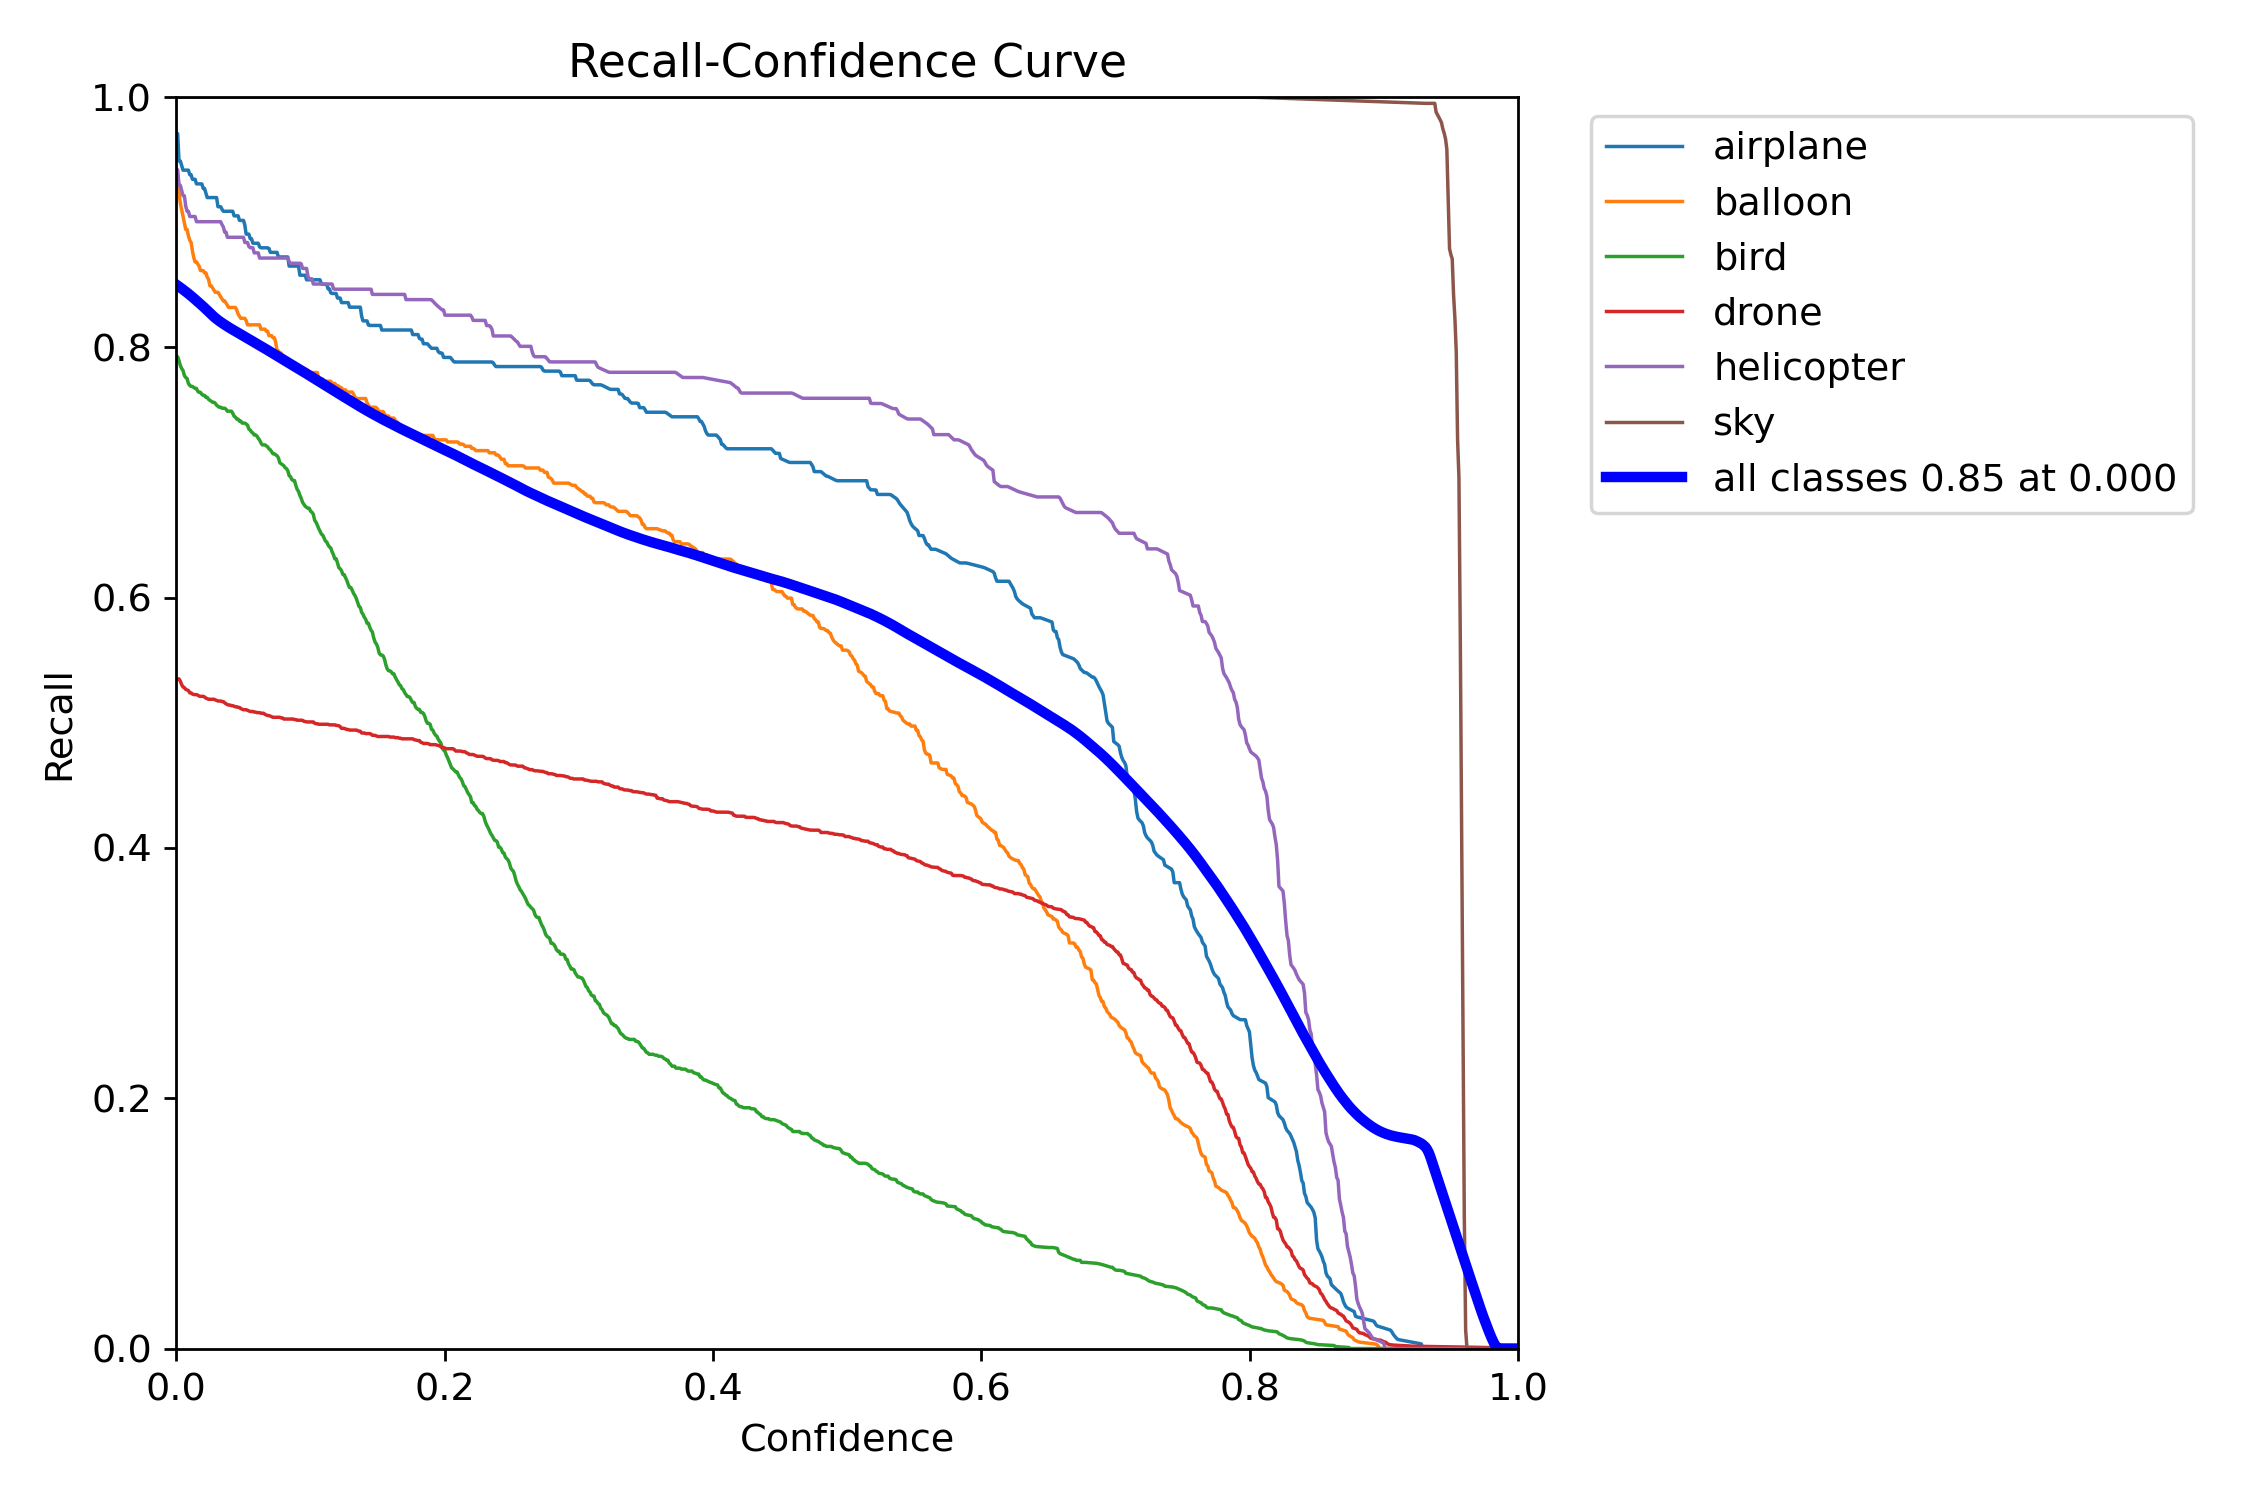 Recall-Confidence Curve
1.0
0.8
0.6
0.4
0.2
0.0
Recall
0.0 0.2 0.4 0.6 0.8 1.0
Confidence
airplane
balloon
bird
drone
helicopter
sky
all classes 0.85 at 0.000